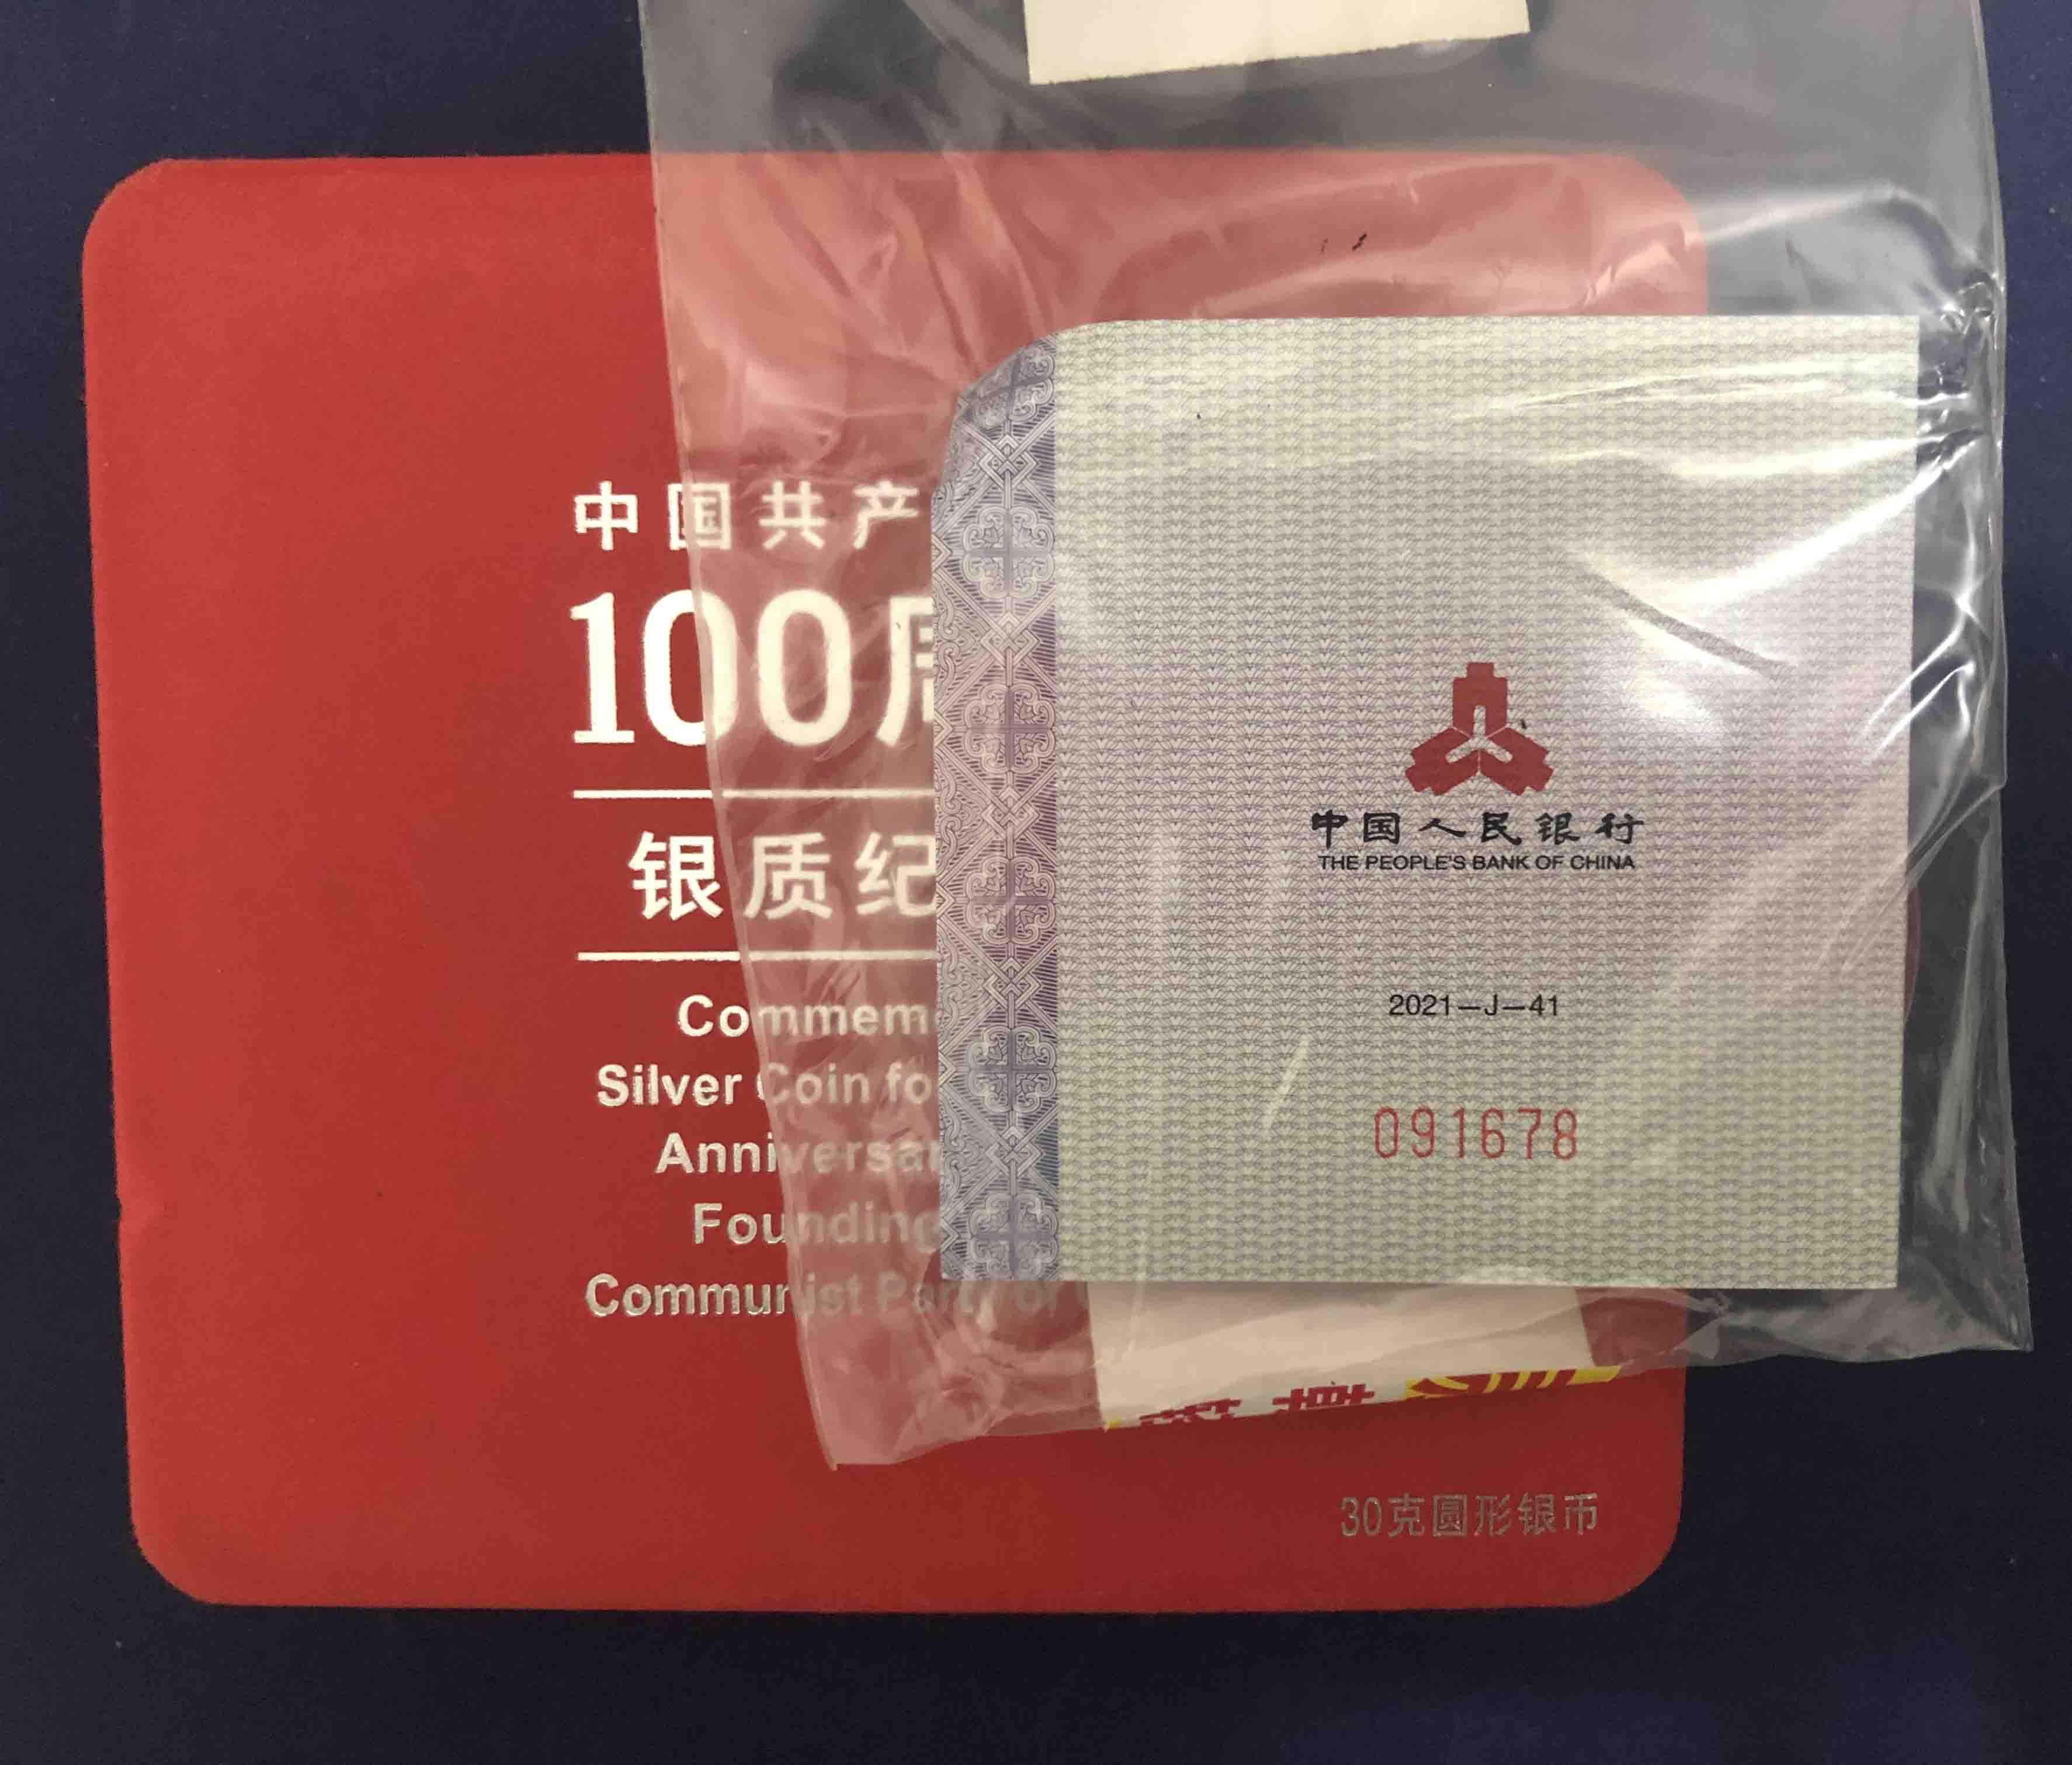 中国共产
100周
银质纪
Commem
Silver Coin fo
Anniversar
Founding
Communist Party of
30克圆形银币
中国人民银行
THE PEOPLE'S BANK OF CHINA
2021—J—41
091678